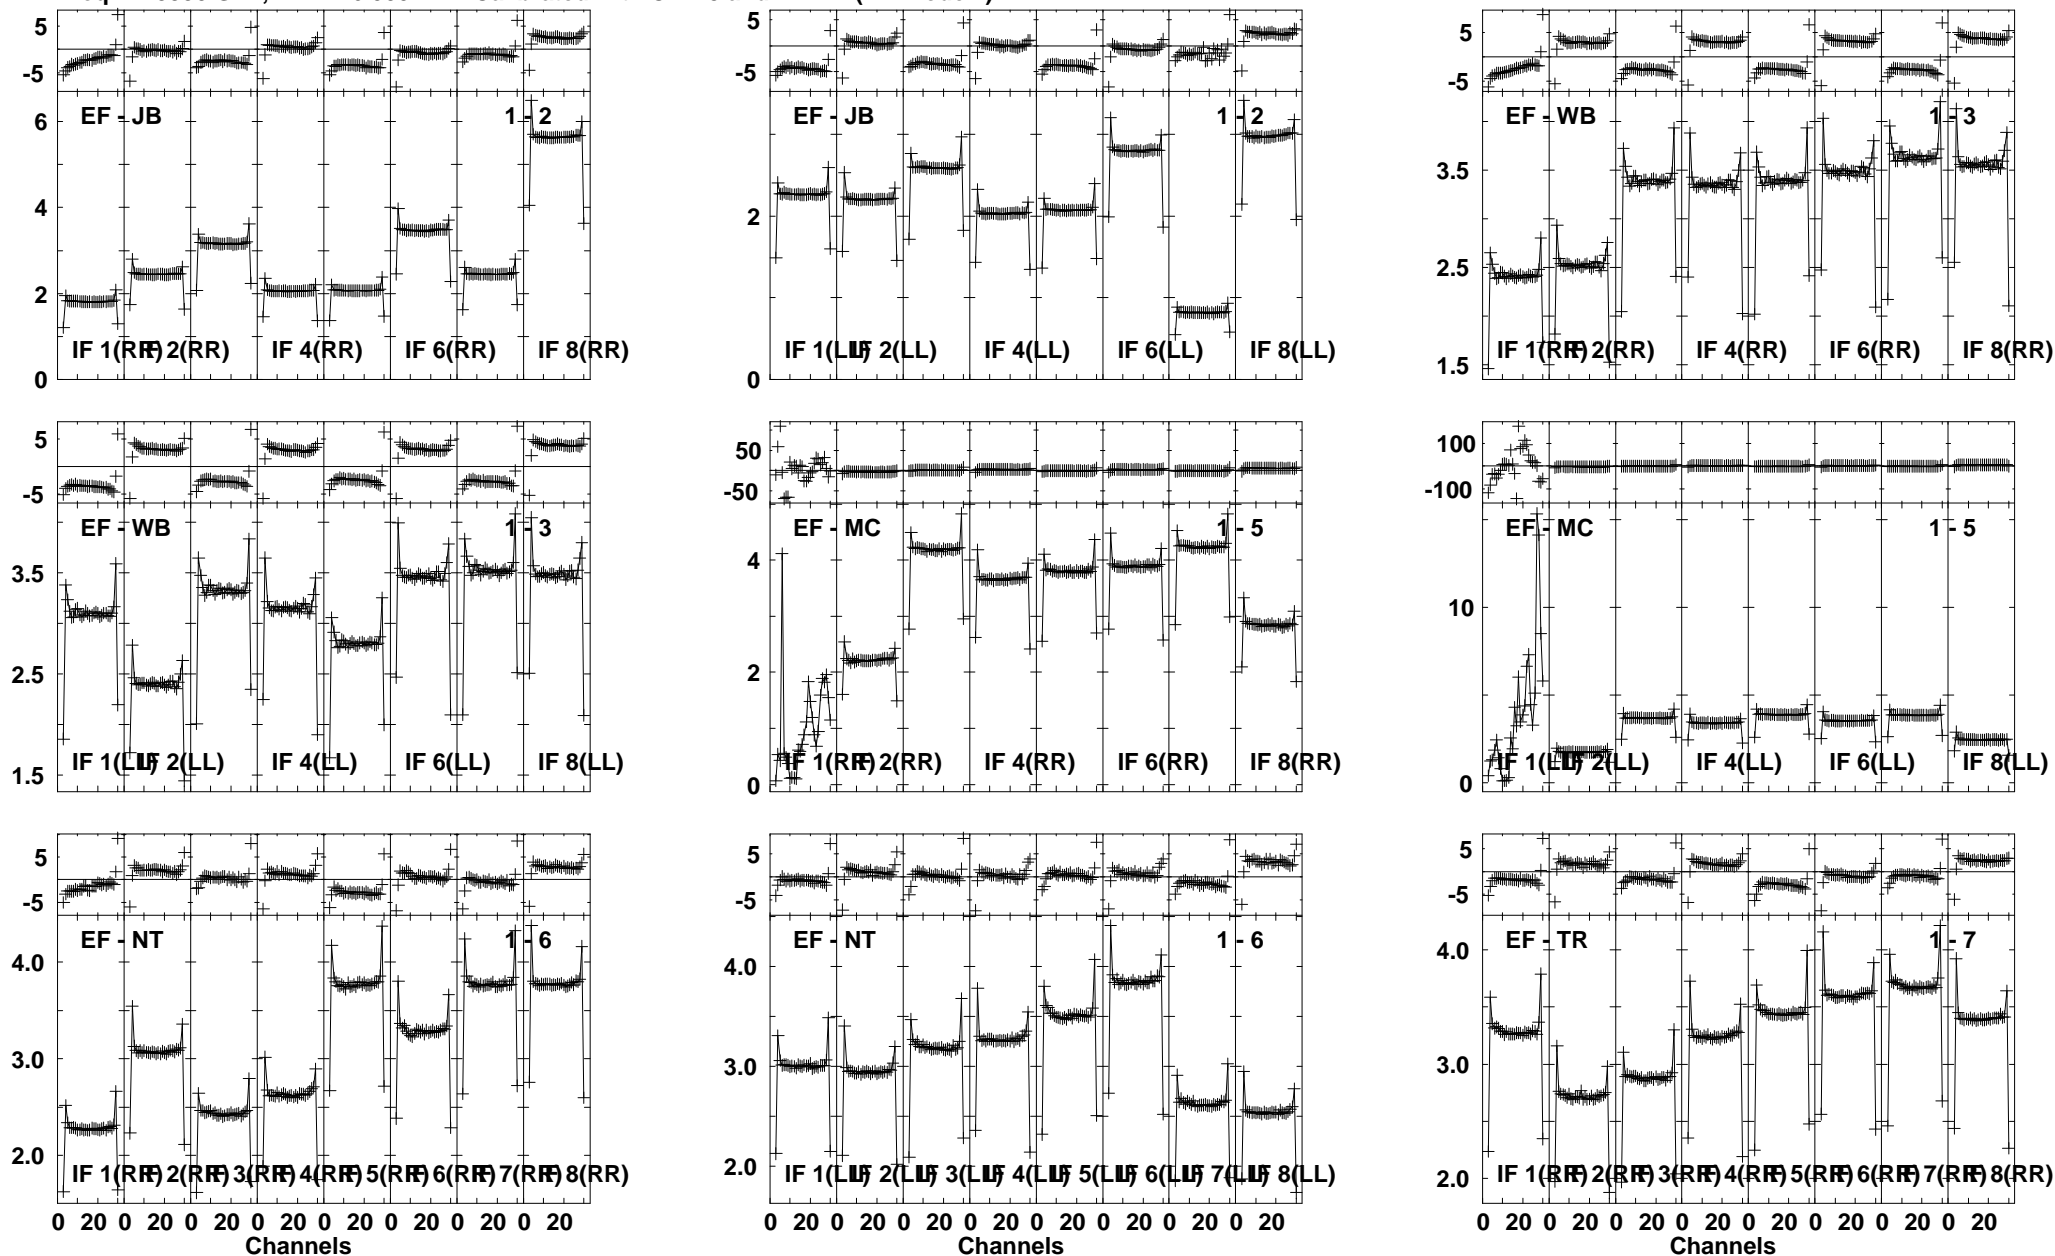 5
-5
EF - JB
1 - 2
6
4
2
0
IF 1(RR)
IF 2(RR)
IF 4(RR)
IF 6(RR)
IF 8(RR)
5
-5
EF - JB
1 - 2
2
0
IF 1(LL)
IF 2(LL)
IF 4(LL)
IF 6(LL)
IF 8(LL)
5
-5
EF - WB
1 - 3
3.5
2.5
1.5
IF 1(RR)
IF 2(RR)
IF 4(RR)
IF 6(RR)
IF 8(RR)
5
-5
EF - WB
1 - 3
3.5
2.5
1.5
IF 1(LL)
IF 2(LL)
IF 4(LL)
IF 6(LL)
IF 8(LL)
50
-50
EF - MC
1 - 5
4
2
0
IF 1(RR)
IF 2(RR)
IF 4(RR)
IF 6(RR)
IF 8(RR)
100
-100
EF - MC
1 - 5
10
0
IF 1(LL)
IF 2(LL)
IF 4(LL)
IF 6(LL)
IF 8(LL)
5
-5
EF - NT
1 - 6
4.0
3.0
2.0
IF 1(RR)
IF 2(RR)
IF 3(RR)
IF 4(RR)
IF 5(RR)
IF 6(RR)
IF 7(RR)
IF 8(RR)
0 20 0 20 0 20 0 20 0 20 0 20 0 20 0 20
Channels
5
-5
EF - NT
1 - 6
4.0
3.0
2.0
IF 1(LL)
IF 2(LL)
IF 3(LL)
IF 4(LL)
IF 5(LL)
IF 6(LL)
IF 7(LL)
IF 8(LL)
0 20 0 20 0 20 0 20 0 20 0 20 0 20 0 20
Channels
5
-5
EF - TR
1 - 7
4.0
3.0
2.0
IF 1(RR)
IF 2(RR)
IF 3(RR)
IF 4(RR)
IF 5(RR)
IF 6(RR)
IF 7(RR)
IF 8(RR)
0 20 0 20 0 20 0 20 0 20 0 20 0 20 0 20
Channels